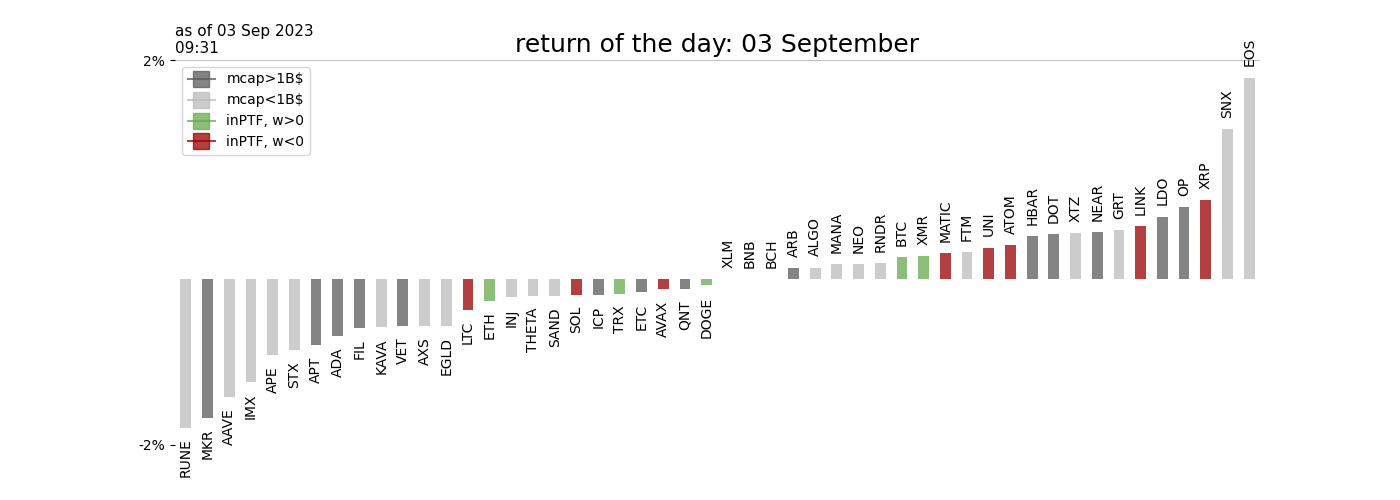 as of 03 Sep 2023
09:31
return of the day: 03 September
2%
mcap>1B$
mcap<1B$
inPTF, w>0
inPTF, w<0
-2%
RUNE
MKR
AAVE
IMX
APE
STX
APT
ADA
FIL
KAVA
VET
AXS
EGLD
LTC
ETH
INJ
THETA
SAND
SOL
ICP
TRX
ETC
AVAX
QNT
DOGE
XLM
BNB
BCH
ARB
ALGO
MANA
NEO
RNDR
BTC
XMR
MATIC
FTM
UNI
ATOM
HBAR
DOT
XTZ
NEAR
GRT
LINK
LDO
OP
XRP
SNX
EOS